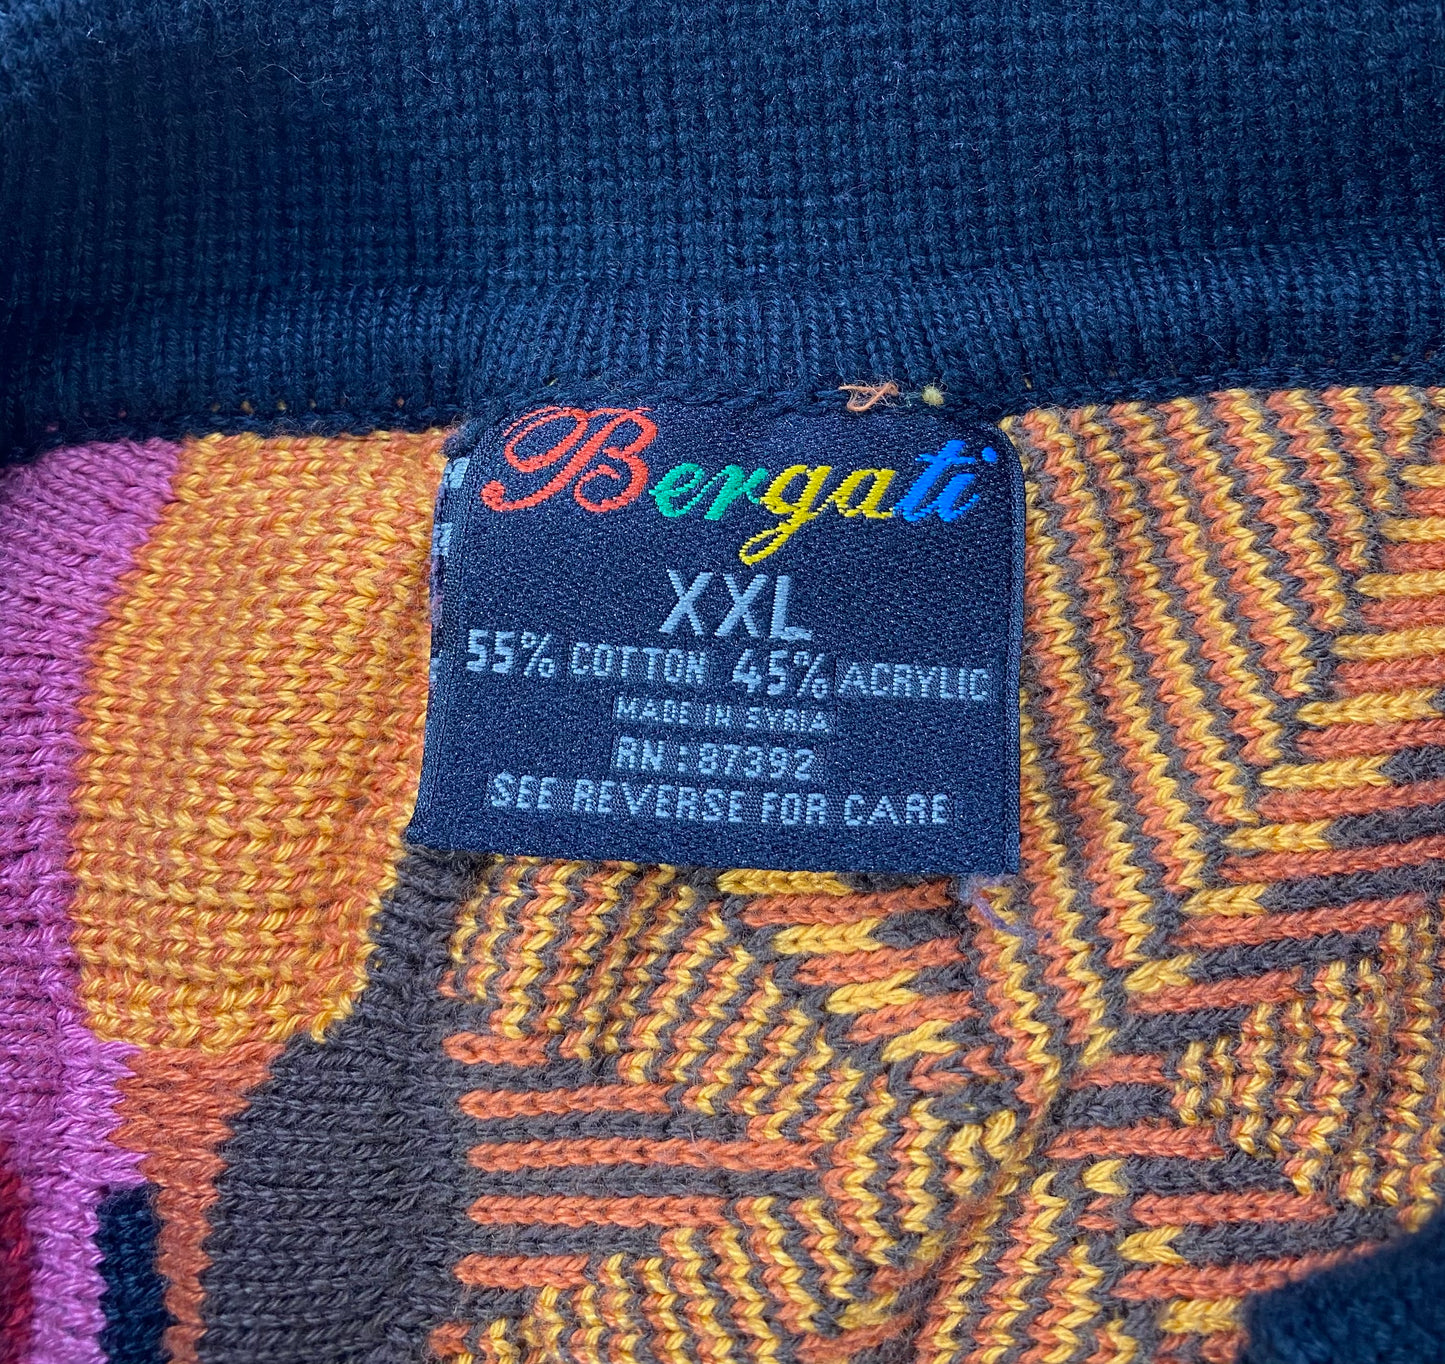 Bergati
XXL
55% COTTON 45% ACRYLIC
MADE IN SYRIA
RN : 87392
SEE REVERSE FOR CARE